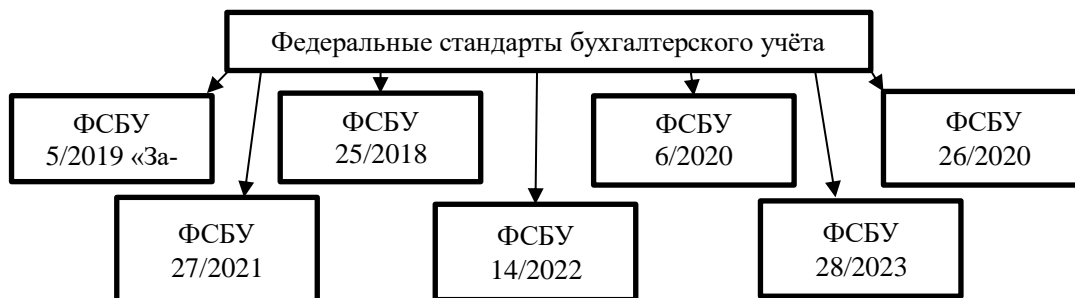 Федеральные стандарты бухгалтерского учёта
ФСБУ
5/2019 «За-
ФСБУ
25/2018
ФСБУ
6/2020
ФСБУ
26/2020
ФСБУ
27/2021
ФСБУ
14/2022
ФСБУ
28/2023